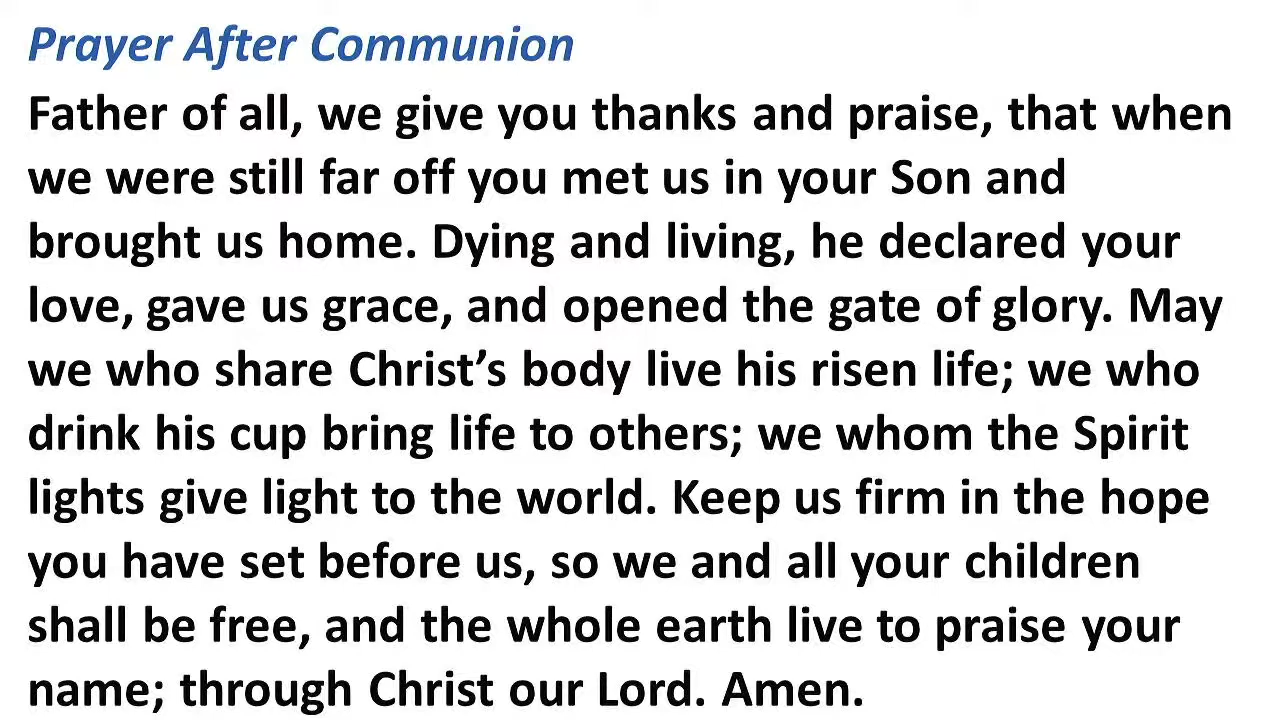 Prayer After Communion
Father of all, we give you thanks and praise, that when
we were still far off you met us in your Son and
brought us home. Dying and living, he declared your
love, gave us grace, and opened the gate of glory. May
we who share Christ’s body live his risen life; we who
drink his cup bring life to others; we whom the Spirit
lights give light to the world. Keep us firm in the hope
you have set before us, so we and all your children
shall be free, and the whole earth live to praise your
name; through Christ our Lord. Amen.